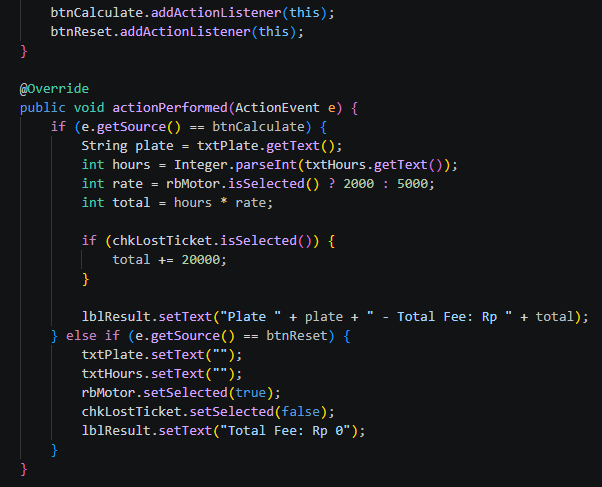 btnCalculate.addActionListener(this);
btnReset.addActionListener(this);
}
@Override
public void actionPerformed(ActionEvent e) {
if (e.getSource() == btnCalculate) {
String plate = txtPlate.getText();
int hours = Integer.parseInt(txtHours.getText());
int rate = rbMotor.isSelected() ? 2000 : 5000;
int total = hours * rate;
if (chkLostTicket.isSelected()) {
total += 20000;
}
lblResult.setText("Plate " + plate + " - Total Fee: Rp " + total);
} else if (e.getSource() == btnReset) {
txtPlate.setText("");
txtHours.setText("");
rbMotor.setSelected(true);
chkLostTicket.setSelected(false);
lblResult.setText("Total Fee: Rp 0");
}
}